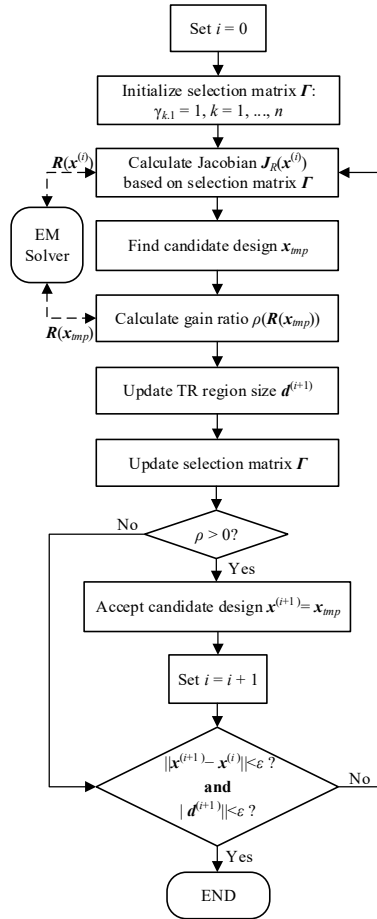 Set i = 0
Initialize selection matrix Γ:
γk.1 = 1, k = 1, ..., n
R(x(i))
Calculate Jacobian JR(x(i))
based on selection matrix Γ
EM
Solver
Find candidate design xtmp
R(xtmp)
Calculate gain ratio ρ(R(xtmp))
Update TR region size d(i+1)
Update selection matrix Γ
No
ρ > 0?
Yes
Accept candidate design x(i+1)= xtmp
Set i = i + 1
||x(i+1)− x(i)||<ε ?
and
| d(i+1)||<ε ?
No
Yes
END